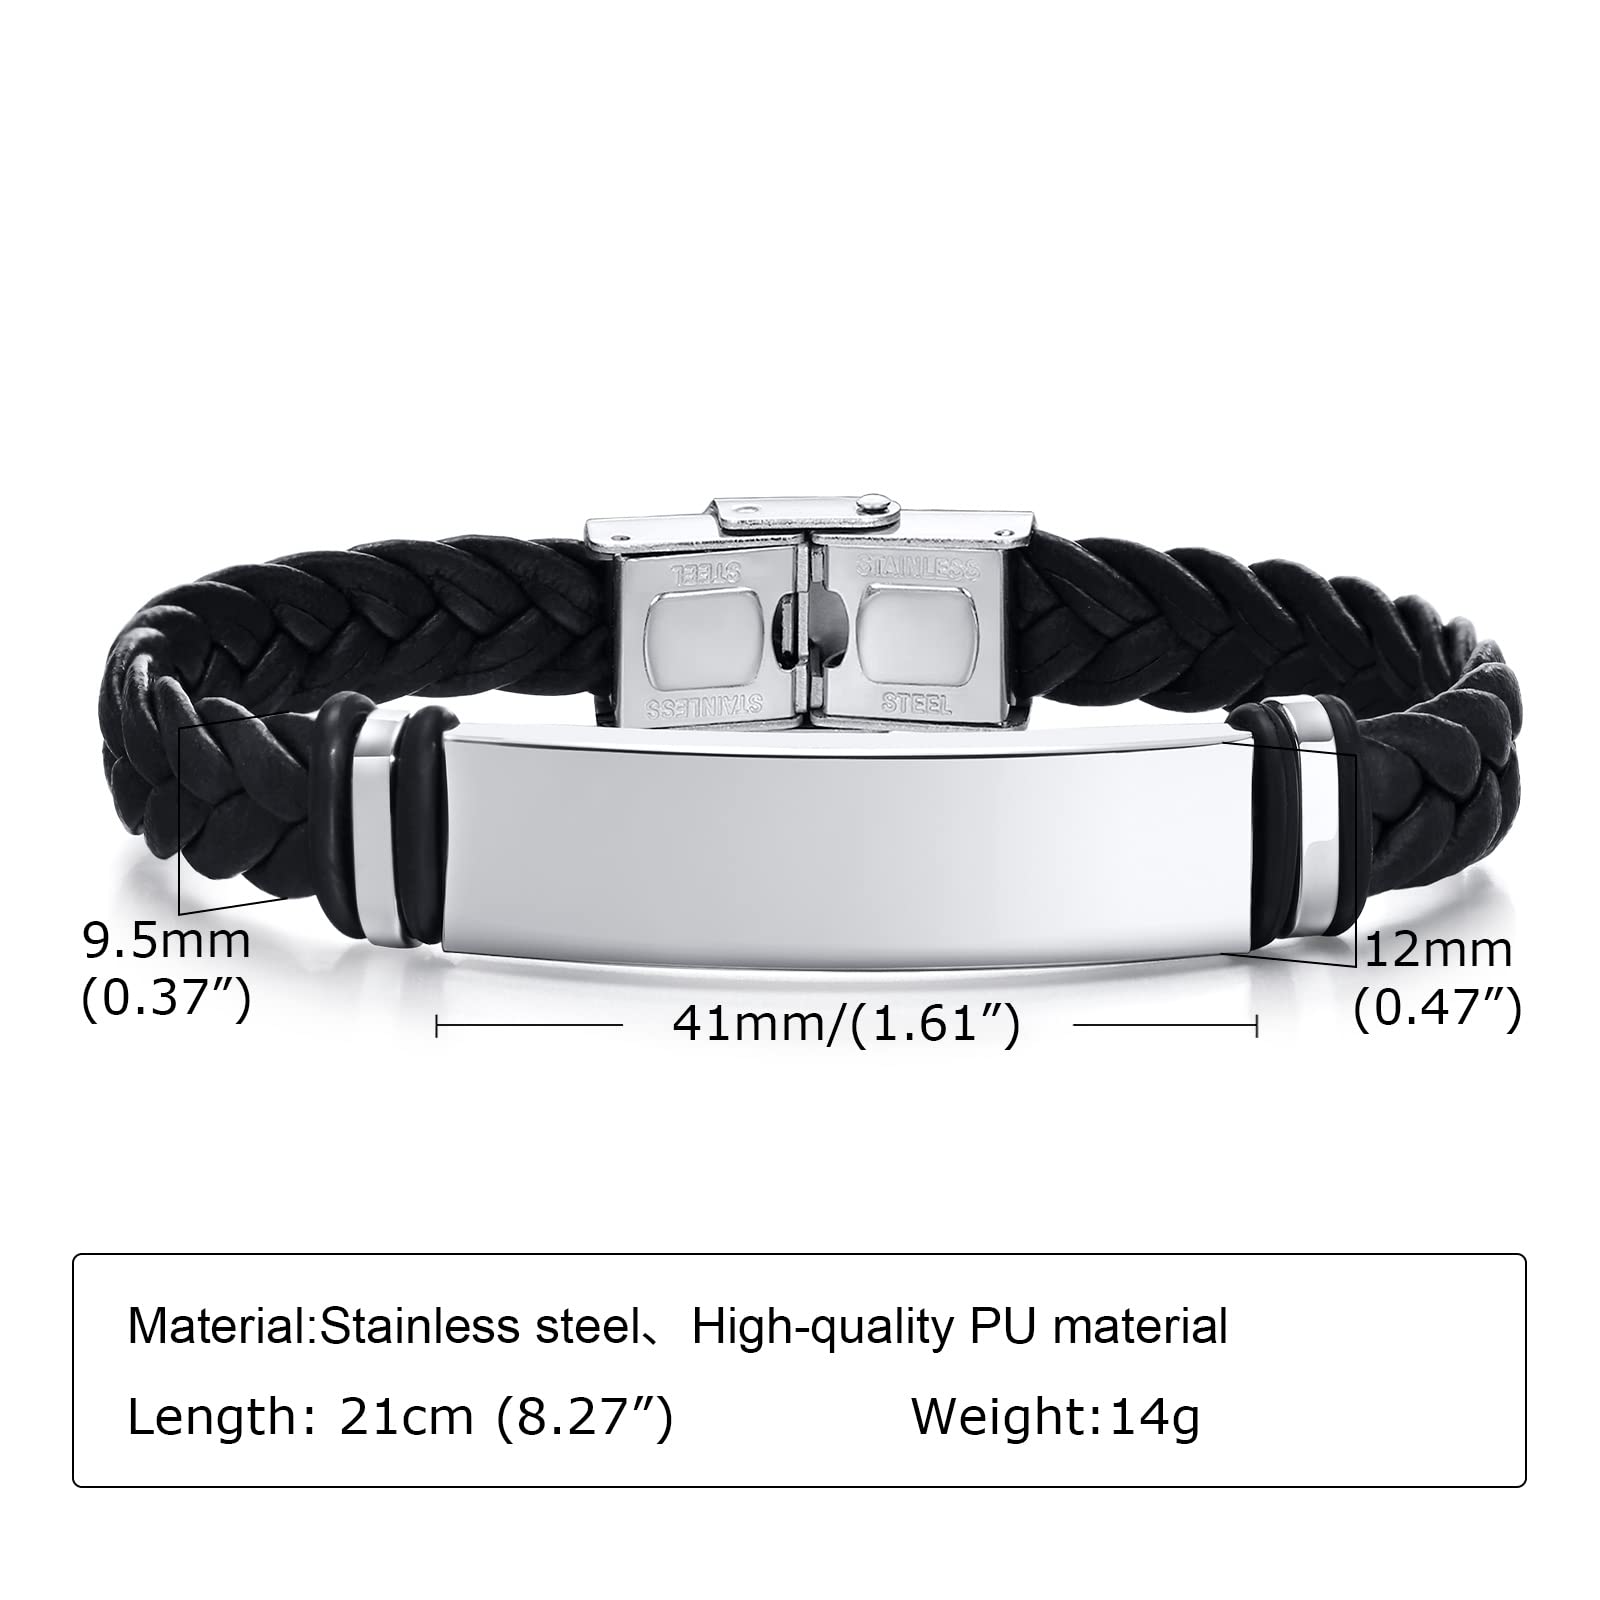 STEEL
STAINLESS
STAINLESS
STEEL
9.5mm
(0.37″)
12mm
(0.47″)
41mm/(1.61″)
Material:Stainless steel、High-quality PU material
Length: 21cm (8.27″)
Weight:14g